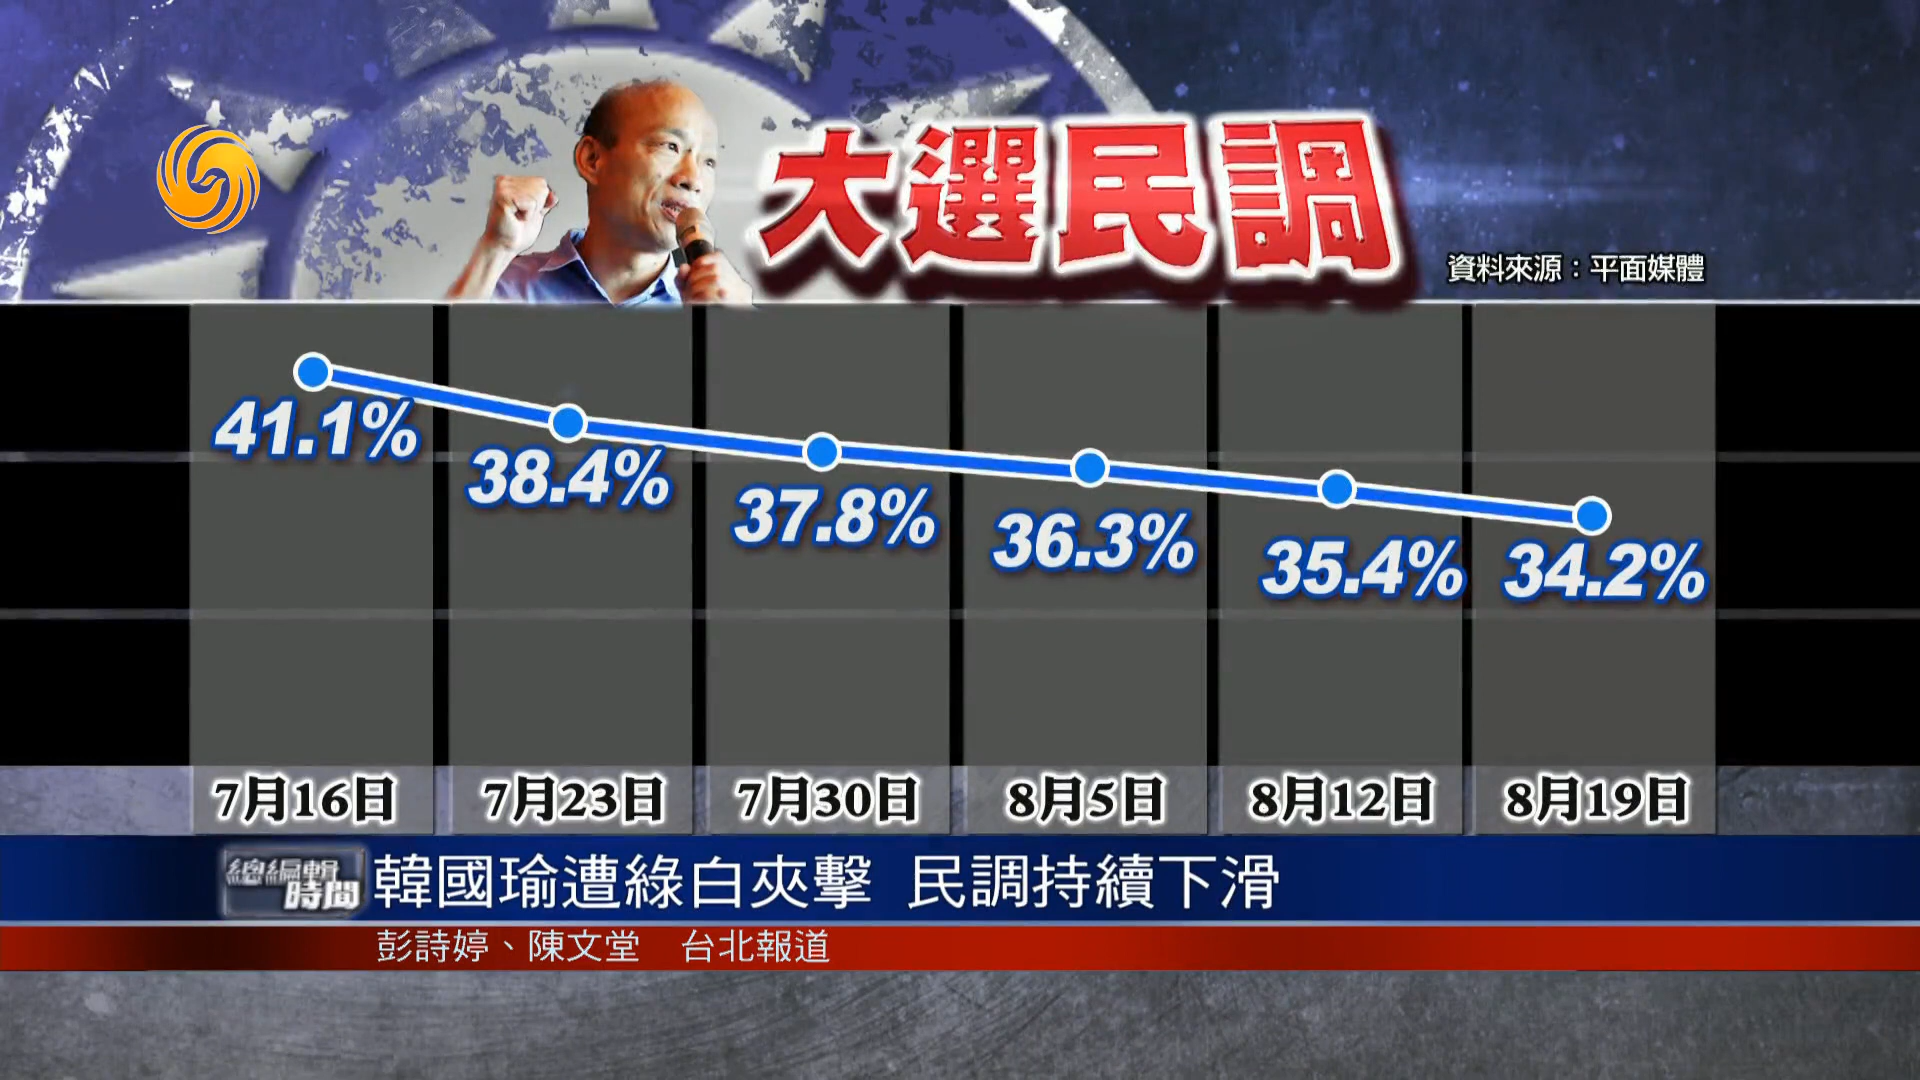 大選民調
資料來源：平面媒體
41.1%
38.4%
37.8%
36.3%
35.4%
34.2%
7月16日
7月23日
7月30日
8月5日
8月12日
8月19日
總編輯
時間
韓國瑜遭綠白夾擊 民調持續下滑
彭詩婷、陳文堂 台北報道